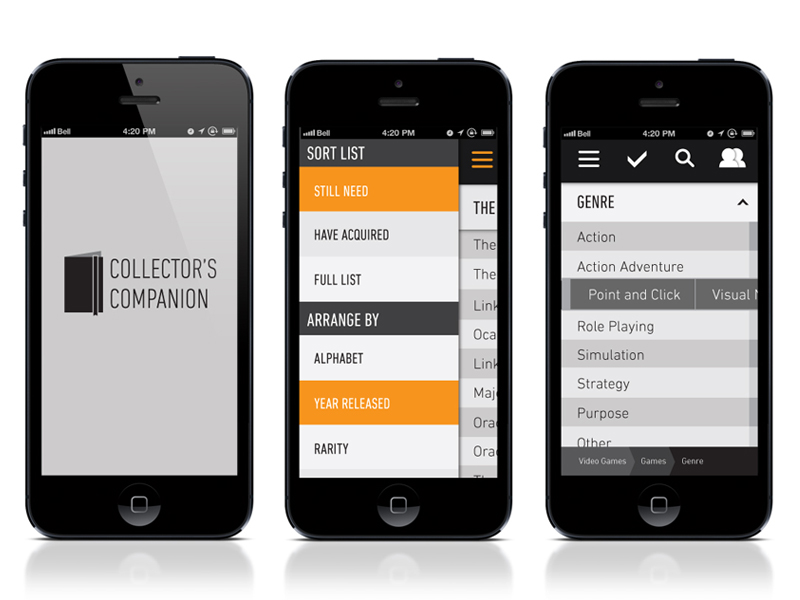 Bell
4:20 PM
COLLECTOR'S
COMPANION
Bell
4:20 PM
SORT LIST
STILL NEED
HAVE ACQUIRED
FULL LIST
ARRANGE BY
ALPHABET
YEAR RELEASED
RARITY
THE
The
The
Link
Oca
Link
Maj
Orac
Orac
Bell
4:20 PM
GENRE
Action
Action Adventure
Point and Click
Visual
Role Playing
Simulation
Strategy
Purpose
Other
Video Games
Games
Genre